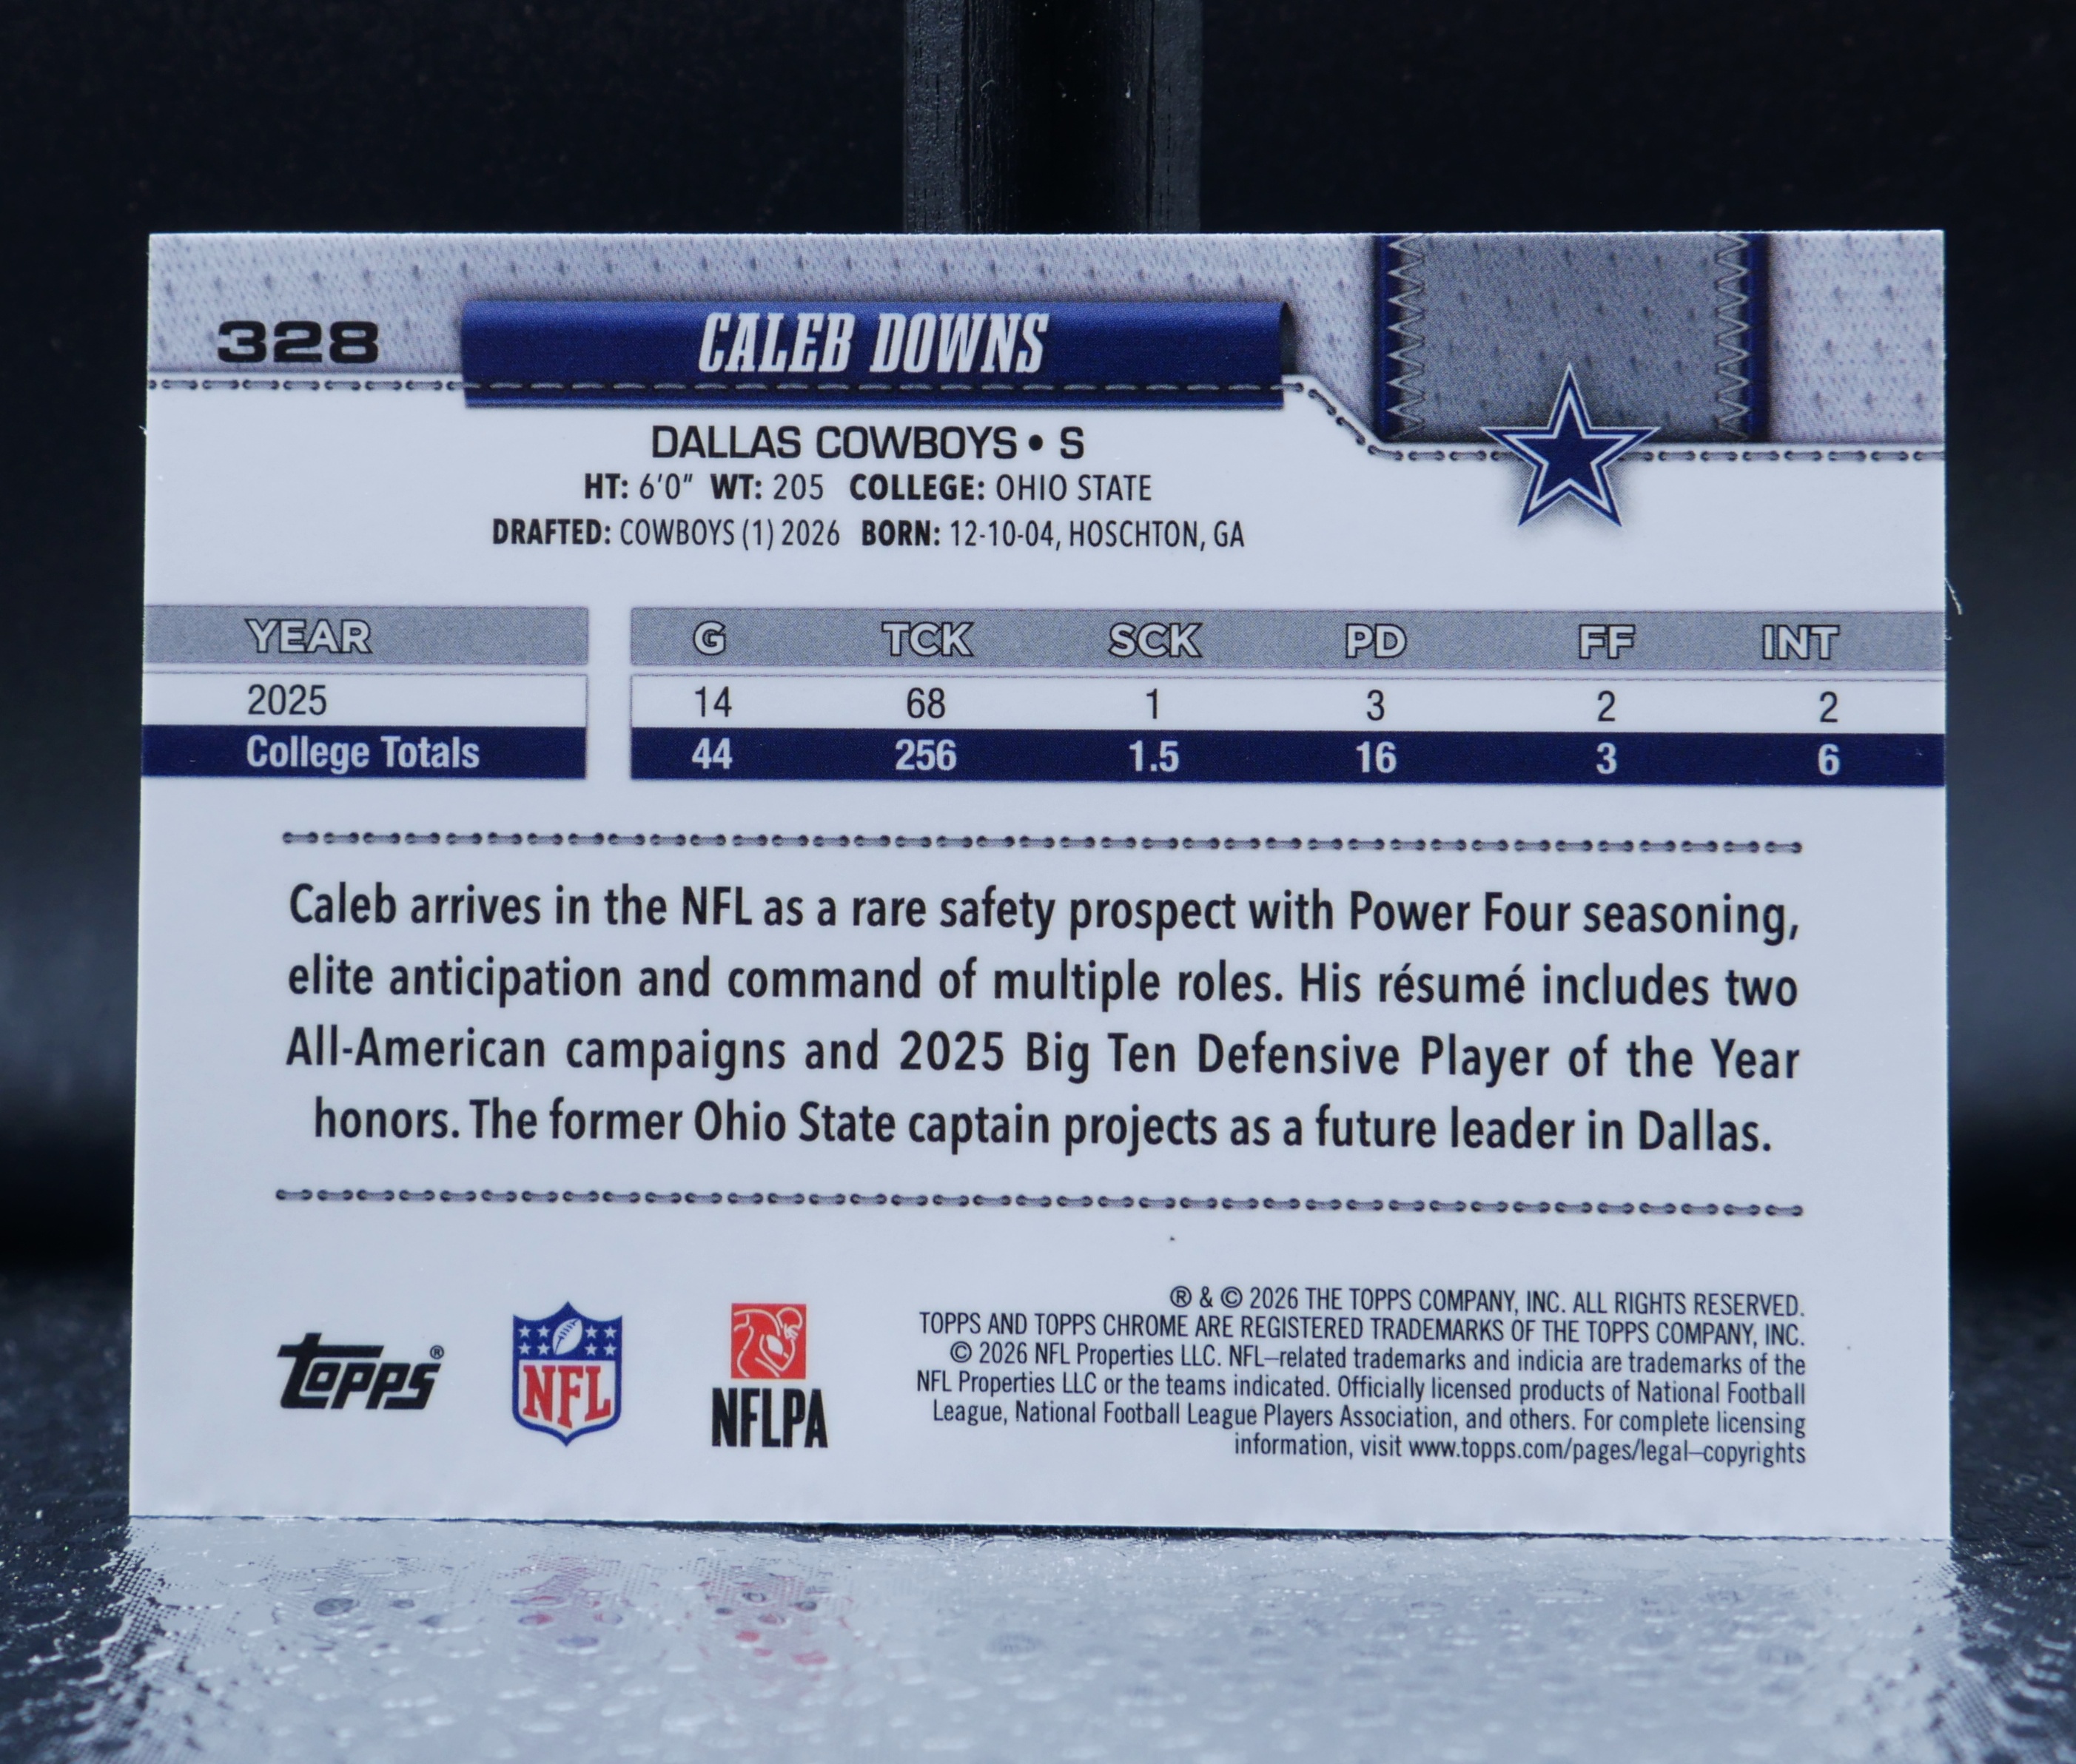 328
CALEB DOWNS
DALLAS COWBOYS • S
HT: 6'0" WT: 205 COLLEGE: OHIO STATE
DRAFTED: COWBOYS (1) 2026 BORN: 12-10-04, HOSCHTON, GA
YEAR G TCK SCK PD FF INT
2025 14 68 1 3 2 2
College Totals 44 256 1.5 16 3 6
Caleb arrives in the NFL as a rare safety prospect with Power Four seasoning,
elite anticipation and command of multiple roles. His résumé includes two
All-American campaigns and 2025 Big Ten Defensive Player of the Year
honors. The former Ohio State captain projects as a future leader in Dallas.
topps®
NFL
NFLPA
® & © 2026 THE TOPPS COMPANY, INC. ALL RIGHTS RESERVED.
TOPPS AND TOPPS CHROME ARE REGISTERED TRADEMARKS OF THE TOPPS COMPANY, INC.
© 2026 NFL Properties LLC. NFL–related trademarks and indicia are trademarks of the
NFL Properties LLC or the teams indicated. Officially licensed products of National Football
League, National Football League Players Association, and others. For complete licensing
information, visit www.topps.com/pages/legal–copyrights